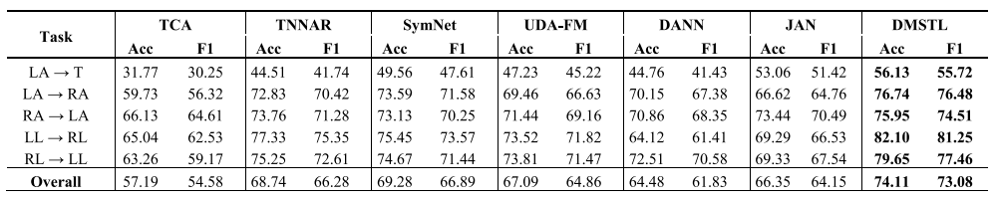 Task TCA TNNAR SymNet UDA-FM DANN JAN DMSTL
Acc F1 Acc F1 Acc F1 Acc F1 Acc F1 Acc F1 Acc F1
LA → T 31.77 30.25 44.51 41.74 49.56 47.61 47.23 45.22 44.76 41.43 53.06 51.42 56.13 55.72
LA → RA 59.73 56.32 72.83 70.42 73.59 71.58 69.46 66.63 70.15 67.38 66.62 64.76 76.74 76.48
RA → LA 66.13 64.61 73.76 71.28 73.13 70.25 71.44 69.16 70.86 68.35 73.44 70.49 75.95 74.51
LL → RL 65.04 62.53 77.33 75.35 75.45 73.57 73.52 71.82 64.12 61.41 69.29 66.53 82.10 81.25
RL → LL 63.26 59.17 75.25 72.61 74.67 71.44 73.81 71.47 72.51 70.58 69.33 67.54 79.65 77.46
Overall 57.19 54.58 68.74 66.28 69.28 66.89 67.09 64.86 64.48 61.83 66.35 64.15 74.11 73.08